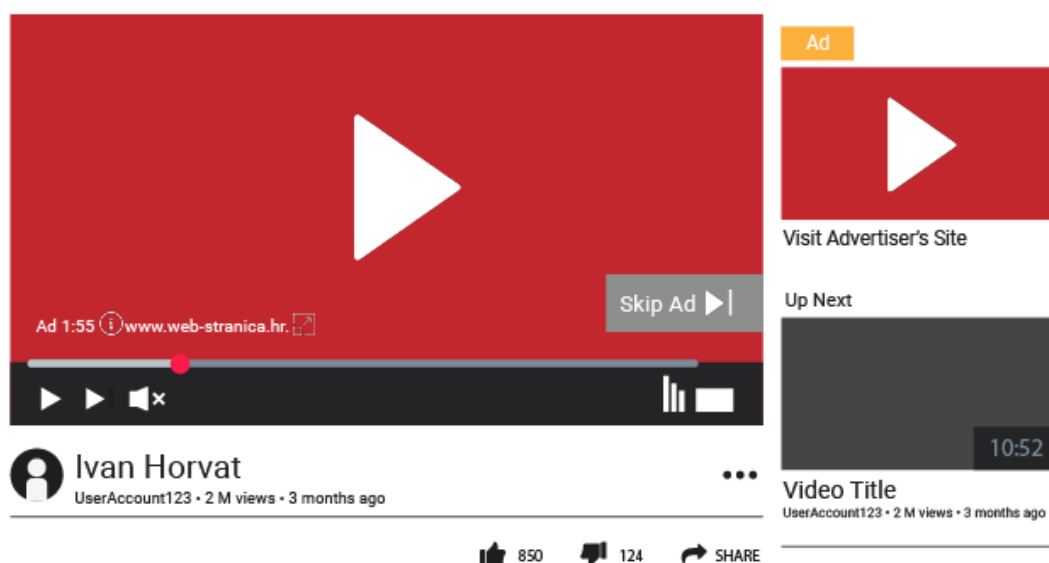 Ad 1:55 www.web-stranica.hr.
Skip Ad
Ivan Horvat
UserAccount123 • 2 M views • 3 months ago
850 124 SHARE
Ad
Visit Advertiser's Site
Up Next
10:52
Video Title
UserAccount123 • 2 M views • 3 months ago